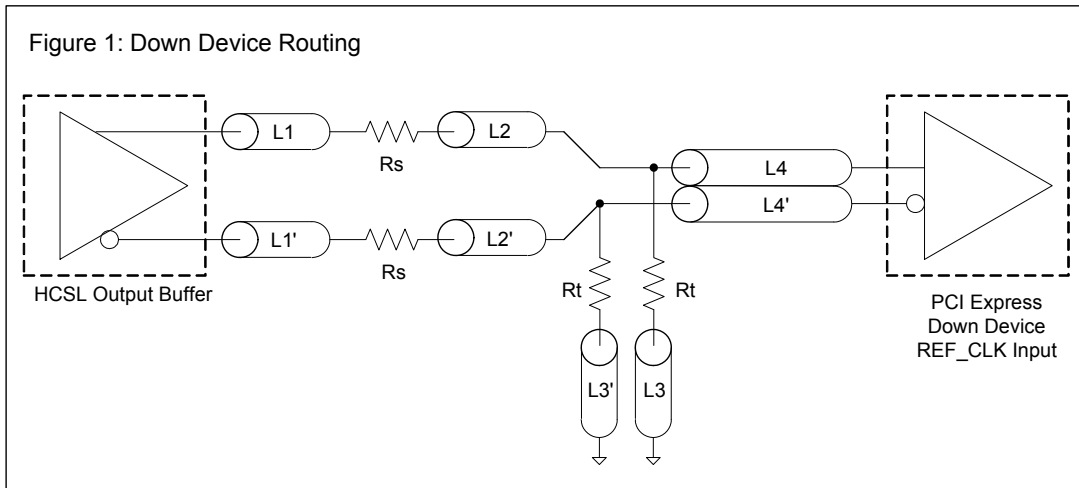 Figure 1: Down Device Routing
L1
Rs
L2
L4
L4'
L1'
Rs
L2'
Rt
Rt
L3'
L3
HCSL Output Buffer
PCI Express
Down Device
REF_CLK Input